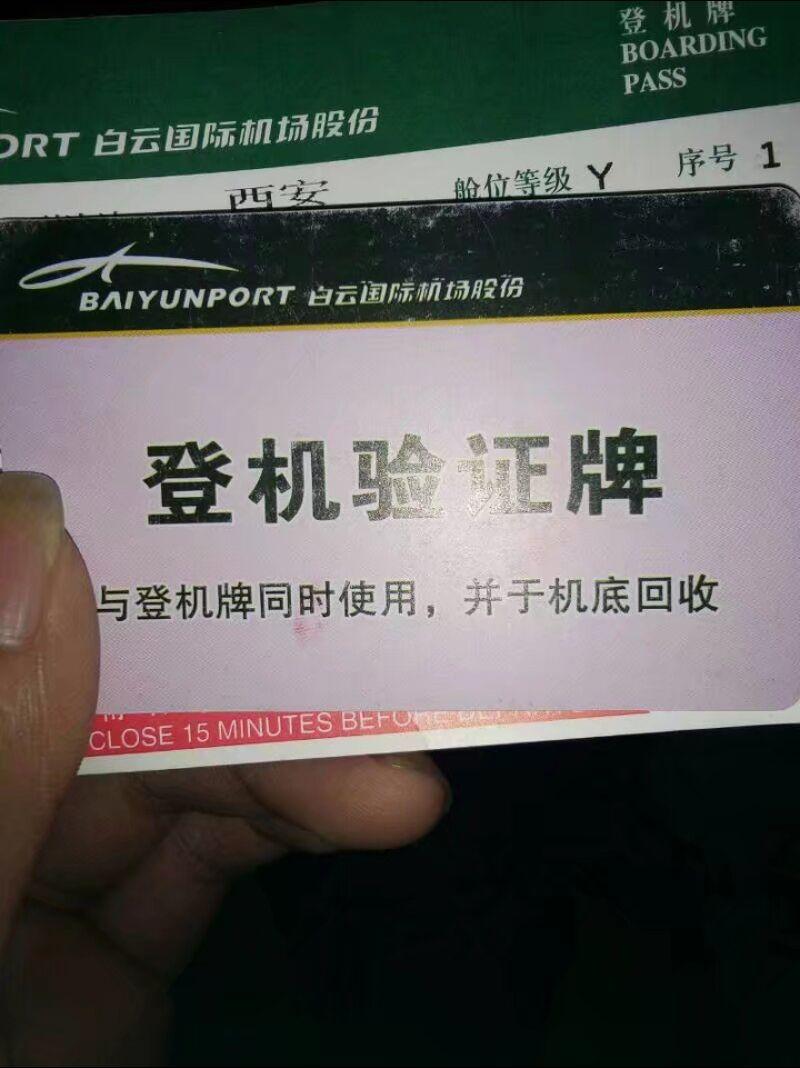 登机牌
BOARDING
PASS
ORT 白云国际机场股份
西安 舱位等级 Y 序号 1
BAIYUNPORT 白云国际机场股份
登机验证牌
与登机牌同时使用，并于机底回收
CLOSE 15 MINUTES BEFORE